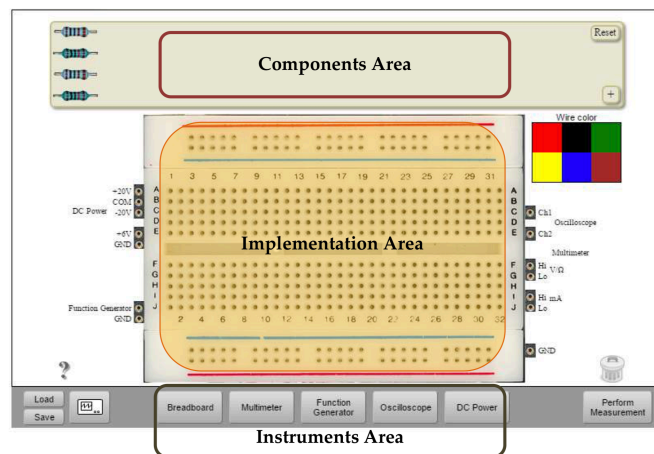 Reset
Components Area
+
Wire color
1 3 5 7 9 11 13 15 17 19 21 23 25 27 29 31
A A
B B
C C
D D
E E
+20V
COM
DC Power -20V
+6V
GND
Ch1
Oscilloscope
Ch2
Implementation Area
Multimeter
F F
G G
H H
I I
J J
Hi V/Ω
Lo
Hi mA
Lo
Function Generator
GND
2 4 6 8 10 12 14 16 18 20 22 24 26 28 30 32
GND
?
Load
Save
Breadboard
Multimeter
Function
Generator
Oscilloscope
DC Power
Perform
Measurement
Instruments Area